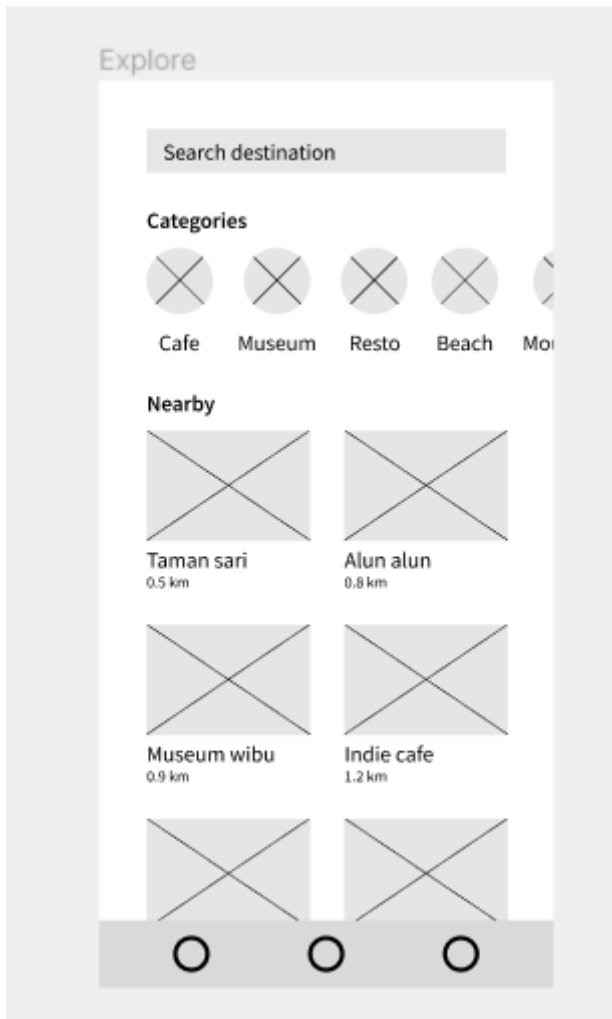 Explore
Search destination
Categories
Cafe Museum Resto Beach Mou
Nearby
Taman sari Alun alun
0.5 km 0.8 km
Museum wibu Indie cafe
0.9 km 1.2 km